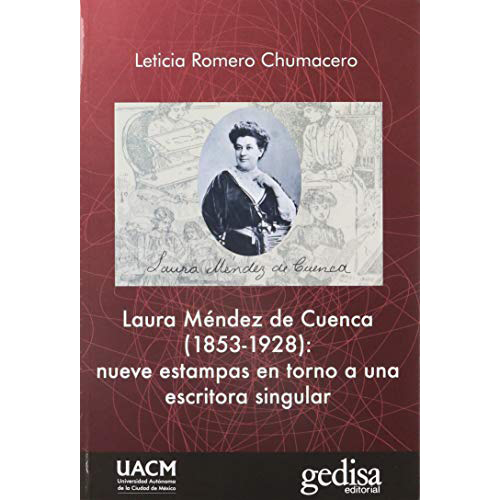 Leticia Romero Chumacero
Laura Méndez de Cuenca
Laura Méndez de Cuenca
(1853-1928):
nueve estampas en torno a una
escritora singular
UACM
Universidad Autónoma
de la Ciudad de México
gedisa
editorial